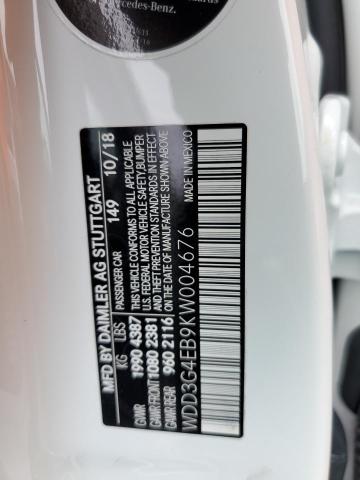 Mercedes-Benz.
MFD BY DAIMLER AG STUTTGART
PASSENGER CAR 149 10/18
KG LBS
GVWR 1990 4387
GAWR FRONT 1080 2381
GAWR REAR 960 2116
THIS VEHICLE CONFORMS TO ALL APPLICABLE
U.S. FEDERAL MOTOR VEHICLE SAFETY, BUMPER
AND THEFT PREVENTION STANDARDS IN EFFECT
ON THE DATE OF MANUFACTURE SHOWN ABOVE
MADE IN MEXICO
WDD3G4EB9KW004676